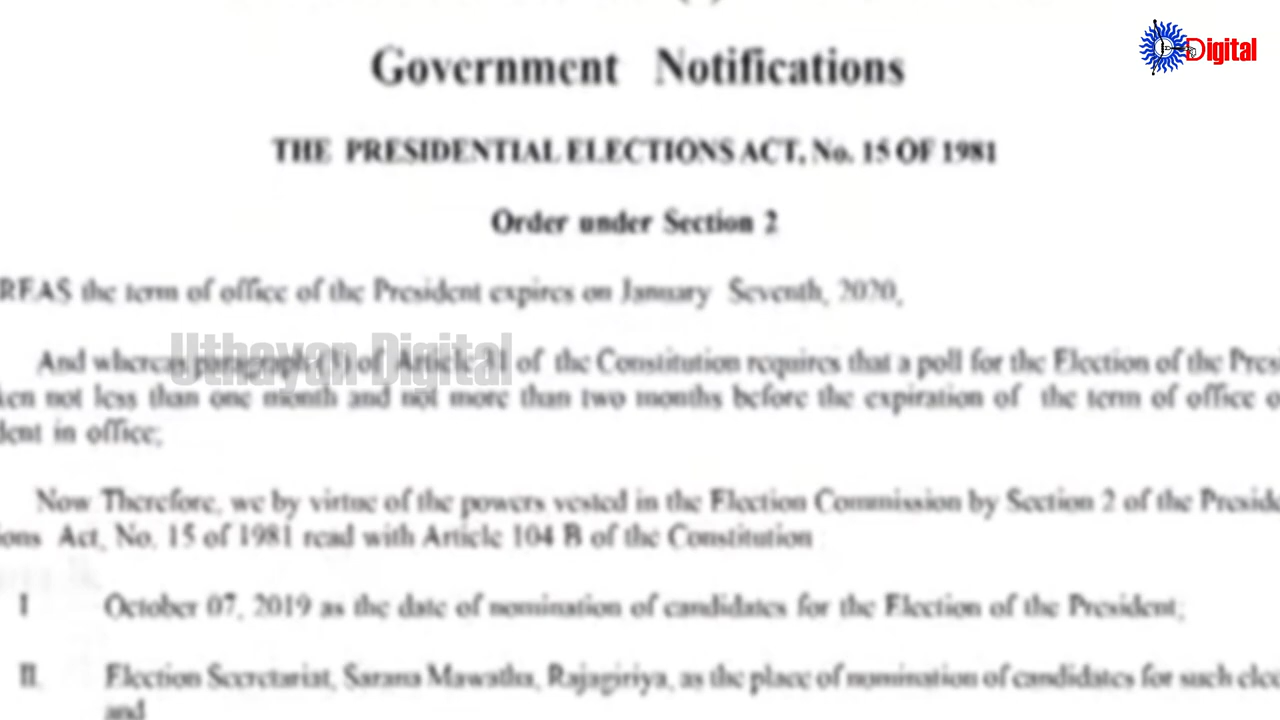 Digital
Government Notifications
THE PRESIDENTIAL ELECTIONS ACT, No. 15 OF 1981
Order under Section 2
REAS the term of office of the President expires on January Seventh, 2020,
And whereas paragraph (3) of Article 31 of the Constitution requires that a poll for the Election of the Pres
Uthayan Digital
ken not less than one month and not more than two months before the expiration of the term of office o
dent in office;
Now Therefore, we by virtue of the powers vested in the Election Commission by Section 2 of the Preside
ions Act, No. 15 of 1981 read with Article 104 B of the Constitution
I October 07, 2019 as the date of nomination of candidates for the Election of the President;
II. Election Secretariat, Sarana Mawatha, Rajagiriya, as the place of nomination of candidates for such elec
and